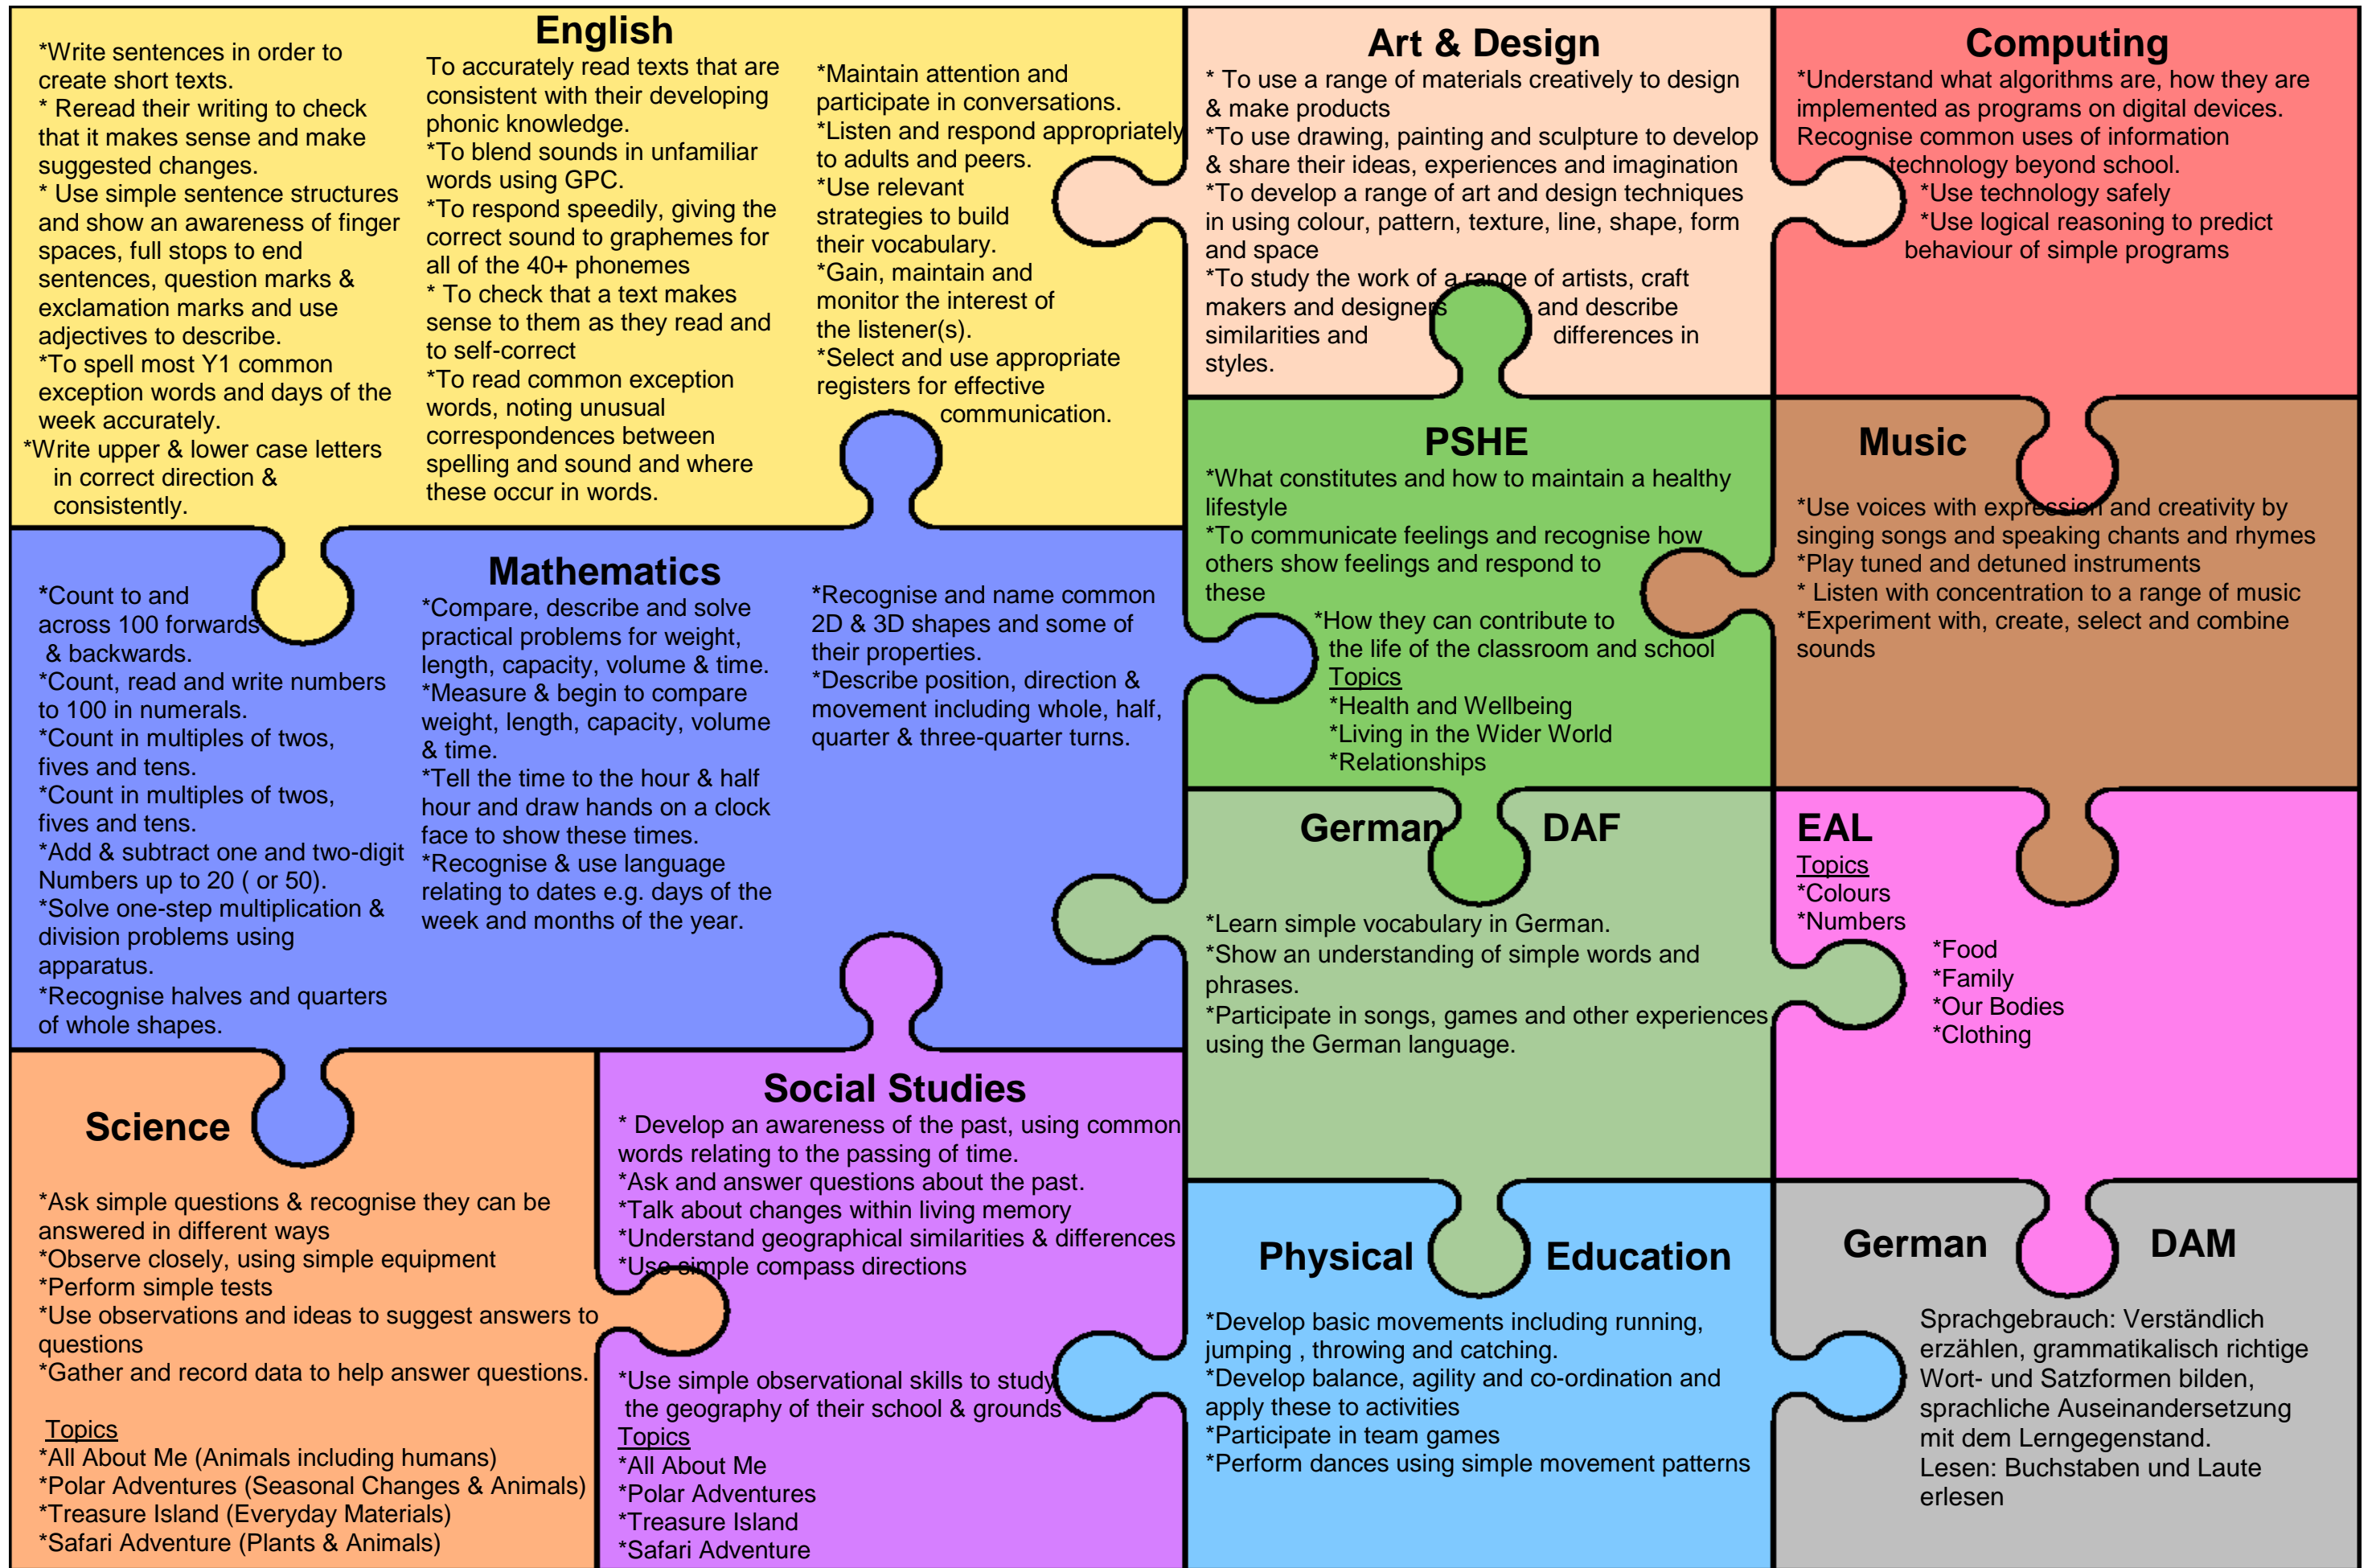 English
*Write sentences in order to
create short texts.
* Reread their writing to check
that it makes sense and make
suggested changes.
* Use simple sentence structures
and show an awareness of finger
spaces, full stops to end
sentences, question marks &
exclamation marks and use
adjectives to describe.
*To spell most Y1 common
exception words and days of the
week accurately.
*Write upper & lower case letters
in correct direction &
consistently.
To accurately read texts that are
consistent with their developing
phonic knowledge.
*To blend sounds in unfamiliar
words using GPC.
*To respond speedily, giving the
correct sound to graphemes for
all of the 40+ phonemes
* To check that a text makes
sense to them as they read and
to self-correct
*To read common exception
words, noting unusual
correspondences between
spelling and sound and where
these occur in words.
*Maintain attention and
participate in conversations.
*Listen and respond appropriately
to adults and peers.
*Use relevant
strategies to build
their vocabulary.
*Gain, maintain and
monitor the interest of
the listener(s).
*Select and use appropriate
registers for effective
communication.
Art & Design
* To use a range of materials creatively to design
& make products
*To use drawing, painting and sculpture to develop
& share their ideas, experiences and imagination
*To develop a range of art and design techniques
in using colour, pattern, texture, line, shape, form
and space
*To study the work of a range of artists, craft
makers and designers and describe
similarities and differences in
styles.
Computing
*Understand what algorithms are, how they are
implemented as programs on digital devices.
Recognise common uses of information
technology beyond school.
*Use technology safely
*Use logical reasoning to predict
behaviour of simple programs
PSHE
*What constitutes and how to maintain a healthy
lifestyle
*To communicate feelings and recognise how
others show feelings and respond to
these
*How they can contribute to
the life of the classroom and school
Topics
*Health and Wellbeing
*Living in the Wider World
*Relationships
Music
*Use voices with expression and creativity by
singing songs and speaking chants and rhymes
*Play tuned and detuned instruments
* Listen with concentration to a range of music
*Experiment with, create, select and combine
sounds
Mathematics
*Count to and
across 100 forwards
& backwards.
*Count, read and write numbers
to 100 in numerals.
*Count in multiples of twos,
fives and tens.
*Count in multiples of twos,
fives and tens.
*Add & subtract one and two-digit
Numbers up to 20 ( or 50).
*Solve one-step multiplication &
division problems using
apparatus.
*Recognise halves and quarters
of whole shapes.
*Compare, describe and solve
practical problems for weight,
length, capacity, volume & time.
*Measure & begin to compare
weight, length, capacity, volume
& time.
*Tell the time to the hour & half
hour and draw hands on a clock
face to show these times.
*Recognise & use language
relating to dates e.g. days of the
week and months of the year.
*Recognise and name common
2D & 3D shapes and some of
their properties.
*Describe position, direction &
movement including whole, half,
quarter & three-quarter turns.
German DAF
*Learn simple vocabulary in German.
*Show an understanding of simple words and
phrases.
*Participate in songs, games and other experiences
using the German language.
EAL
Topics
*Colours
*Numbers
*Food
*Family
*Our Bodies
*Clothing
Science
*Ask simple questions & recognise they can be
answered in different ways
*Observe closely, using simple equipment
*Perform simple tests
*Use observations and ideas to suggest answers to
questions
*Gather and record data to help answer questions.
Topics
*All About Me (Animals including humans)
*Polar Adventures (Seasonal Changes & Animals)
*Treasure Island (Everyday Materials)
*Safari Adventure (Plants & Animals)
Social Studies
* Develop an awareness of the past, using common
words relating to the passing of time.
*Ask and answer questions about the past.
*Talk about changes within living memory
*Understand geographical similarities & differences
*Use simple compass directions
*Use simple observational skills to study
the geography of their school & grounds
Topics
*All About Me
*Polar Adventures
*Treasure Island
*Safari Adventure
Physical Education
*Develop basic movements including running,
jumping , throwing and catching.
*Develop balance, agility and co-ordination and
apply these to activities
*Participate in team games
*Perform dances using simple movement patterns
German DAM
Sprachgebrauch: Verständlich
erzählen, grammatikalisch richtige
Wort- und Satzformen bilden,
sprachliche Auseinandersetzung
mit dem Lerngegenstand.
Lesen: Buchstaben und Laute
erlesen